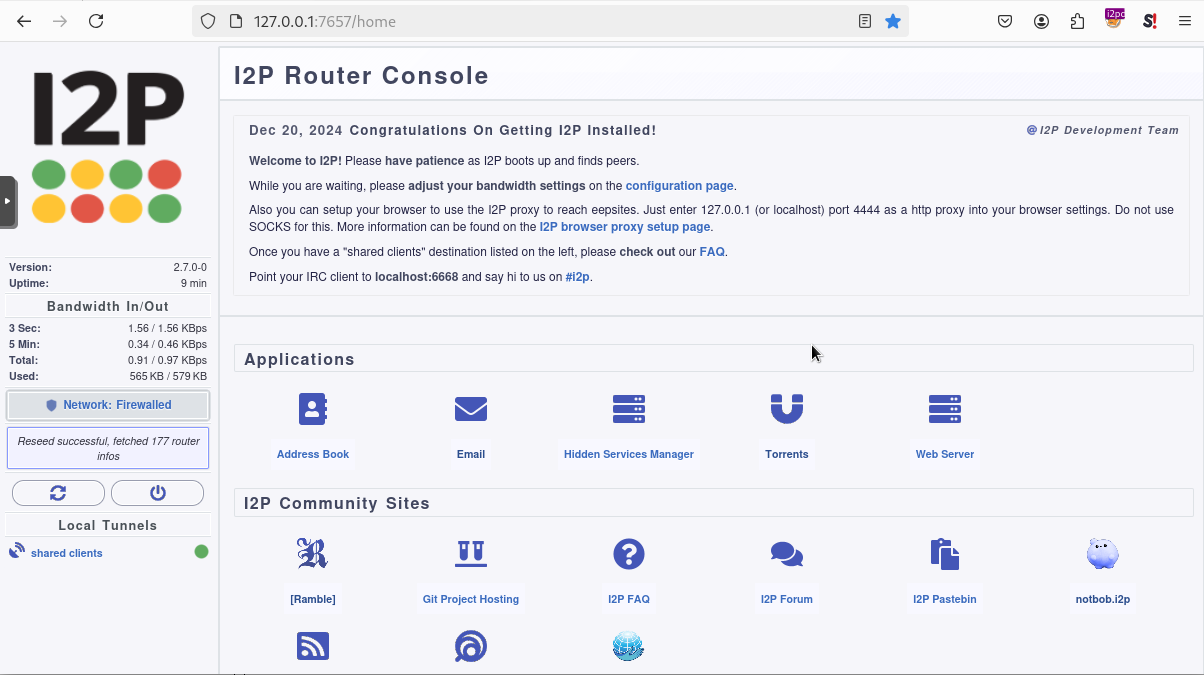 127.0.0.1:7657/home
i2pd
S!
I2P
Version: 2.7.0-0
Uptime: 9 min
Bandwidth In/Out
3 Sec: 1.56 / 1.56 KBps
5 Min: 0.34 / 0.46 KBps
Total: 0.91 / 0.97 KBps
Used: 565 KB / 579 KB
Network: Firewalled
Reseed successful, fetched 177 router
infos
Local Tunnels
shared clients
I2P Router Console
Dec 20, 2024 Congratulations On Getting I2P Installed!
@ I2P Development Team
Welcome to I2P! Please have patience as I2P boots up and finds peers.
While you are waiting, please adjust your bandwidth settings on the configuration page.
Also you can setup your browser to use the I2P proxy to reach eepsites. Just enter 127.0.0.1 (or localhost) port 4444 as a http proxy into your browser settings. Do not use
SOCKS for this. More information can be found on the I2P browser proxy setup page.
Once you have a "shared clients" destination listed on the left, please check out our FAQ.
Point your IRC client to localhost:6668 and say hi to us on #i2p.
Applications
Address Book
Email
Hidden Services Manager
Torrents
Web Server
I2P Community Sites
[Ramble]
Git Project Hosting
I2P FAQ
I2P Forum
I2P Pastebin
notbob.i2p